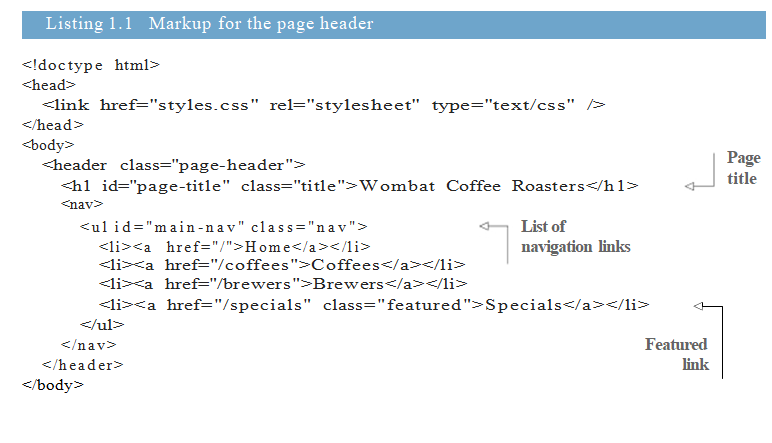 Listing 1.1 Markup for the page header
<!doctype html>
<head>
<link href="styles.css" rel="stylesheet" type="text/css" />
</head>
<body>
<header class="page-header">
<h1 id="page-title" class="title">Wombat Coffee Roasters</h1>
Page
title
<nav>
<ul id="main-nav" class="nav">
List of
navigation links
<li><a href="/">Home</a></li>
<li><a href="/coffees">Coffees</a></li>
<li><a href="/brewers">Brewers</a></li>
<li><a href="/specials" class="featured">Specials</a></li>
Featured
link
</ul>
</nav>
</header>
</body>